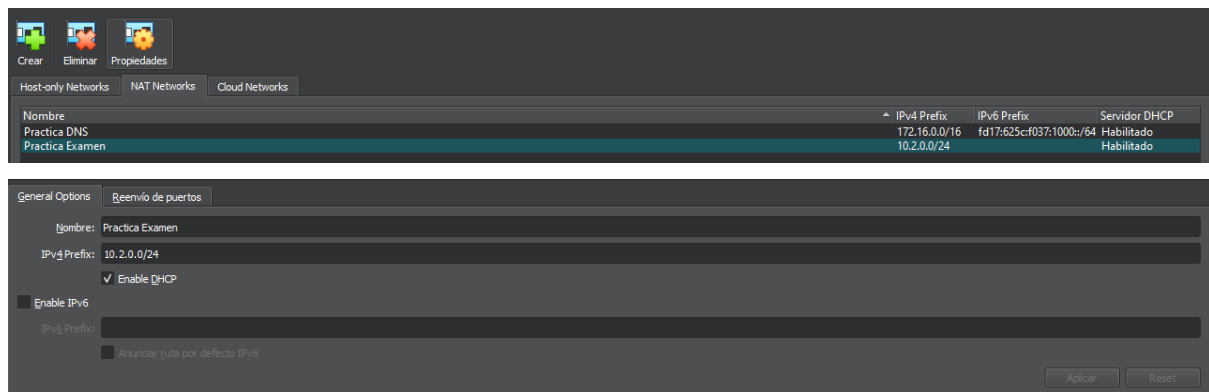 Crear Eliminar Propiedades
Host-only Networks NAT Networks Cloud Networks
Nombre IPv4 Prefix IPv6 Prefix Servidor DHCP
Practica DNS 172.16.0.0/16 fd17:625c:f037:1000::/64 Habilitado
Practica Examen 10.2.0.0/24 Habilitado
General Options Reenvío de puertos
Nombre: Practica Examen
IPv4 Prefix: 10.2.0.0/24
Enable DHCP
Enable IPv6
IPv6 Prefix:
Anunciar ruta por defecto IPv6
Aplicar Reset